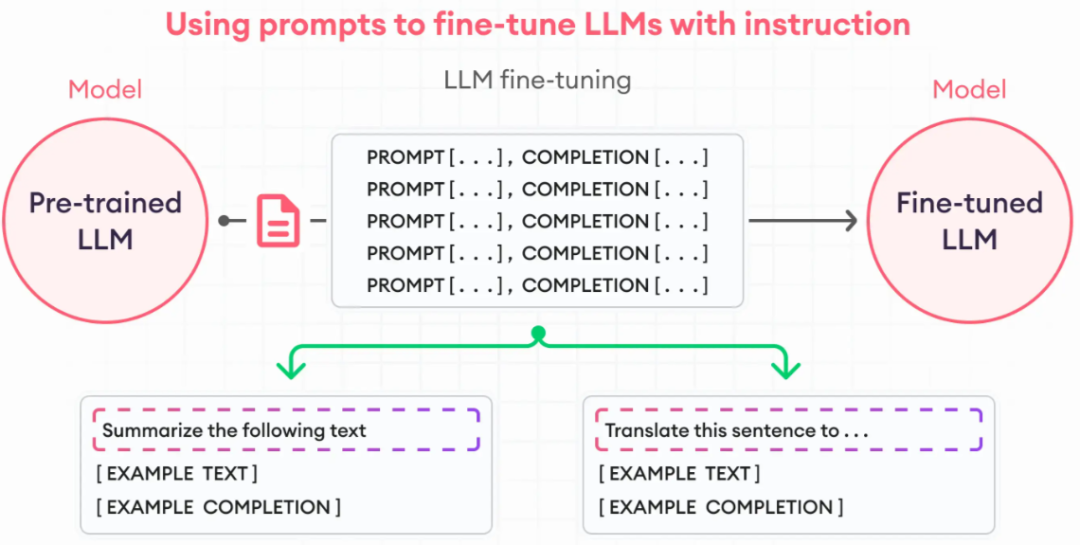 Using prompts to fine-tune LLMs with instruction
LLM fine-tuning
Model
Model
Pre-trained
LLM
PROMPT[...], COMPLETION[...]
PROMPT[...], COMPLETION[...]
PROMPT[...], COMPLETION[...]
PROMPT[...], COMPLETION[...]
PROMPT[...], COMPLETION[...]
Fine-tuned
LLM
Summarize the following text
[EXAMPLE TEXT]
[EXAMPLE COMPLETION]
Translate this sentence to ...
[EXAMPLE TEXT]
[EXAMPLE COMPLETION]